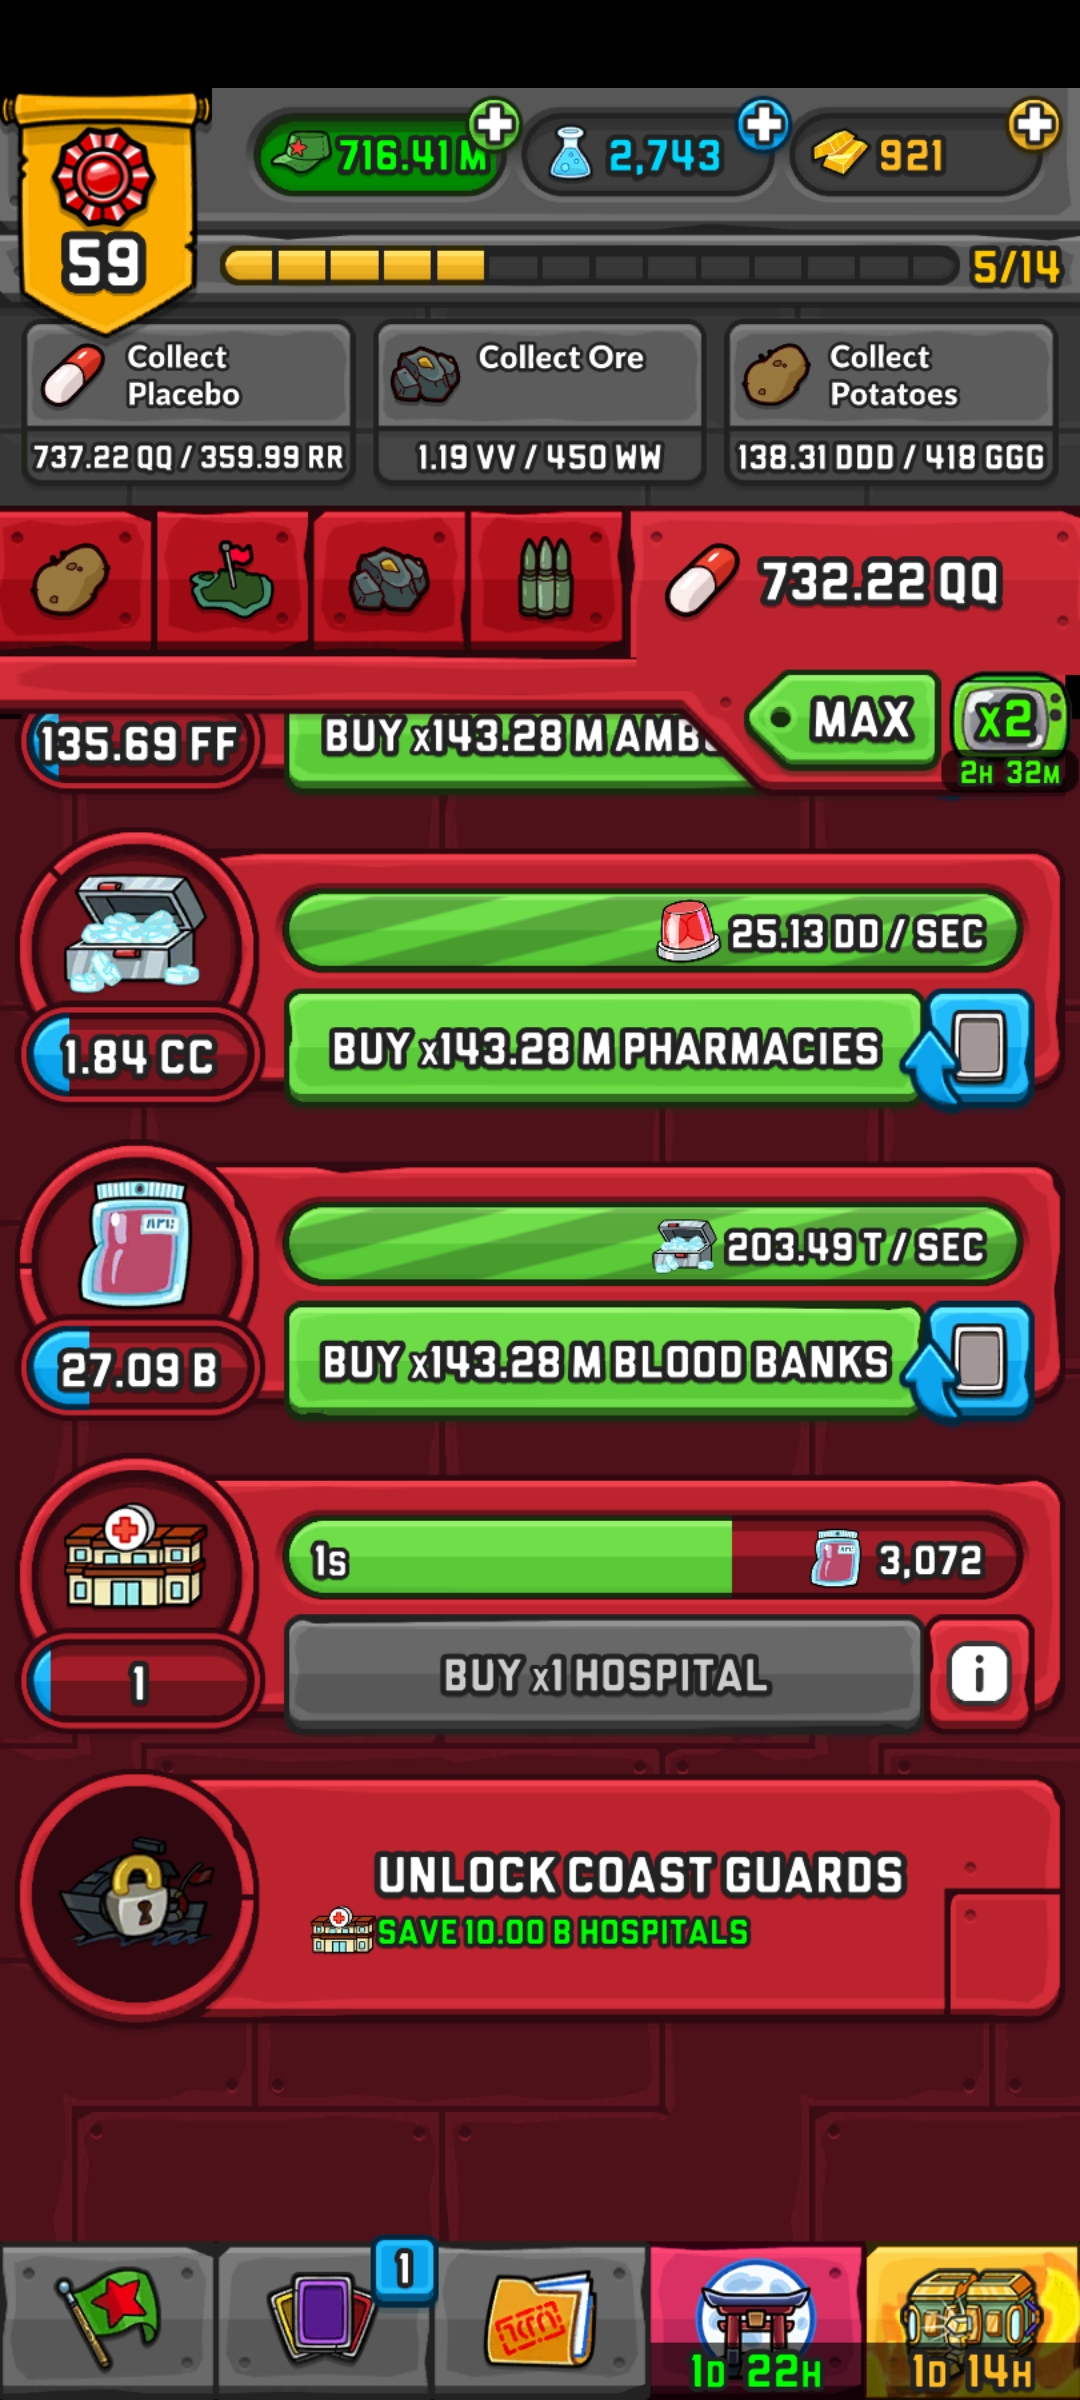 716.41 M
2,743
921
59
5/14
Collect
Placebo
737.22 QQ / 359.99 RR
Collect Ore
1.19 VV / 450 WW
Collect
Potatoes
138.31 DDD / 418 GGG
732.22 QQ
MAX
x2
2H 32M
135.69 FF
BUY x143.28 M AMBU
25.13 DD / SEC
1.84 CC
BUY x143.28 M PHARMACIES
203.49 T / SEC
27.09 B
BUY x143.28 M BLOOD BANKS
1s
3,072
1
BUY x1 HOSPITAL
i
UNLOCK COAST GUARDS
SAVE 10.00 B HOSPITALS
1
1D 22H
1D 14H